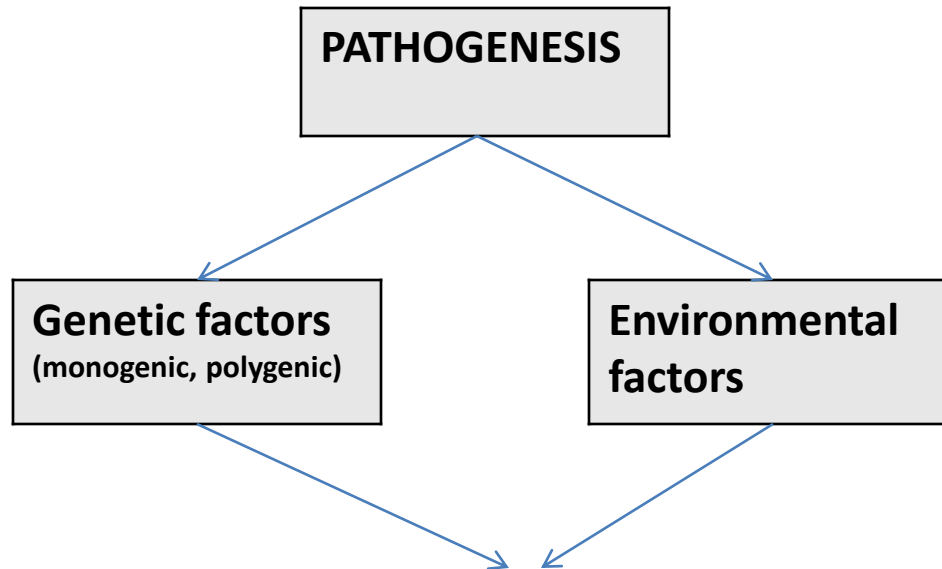 PATHOGENESIS
Genetic factors
(monogenic, polygenic)
Environmental
factors